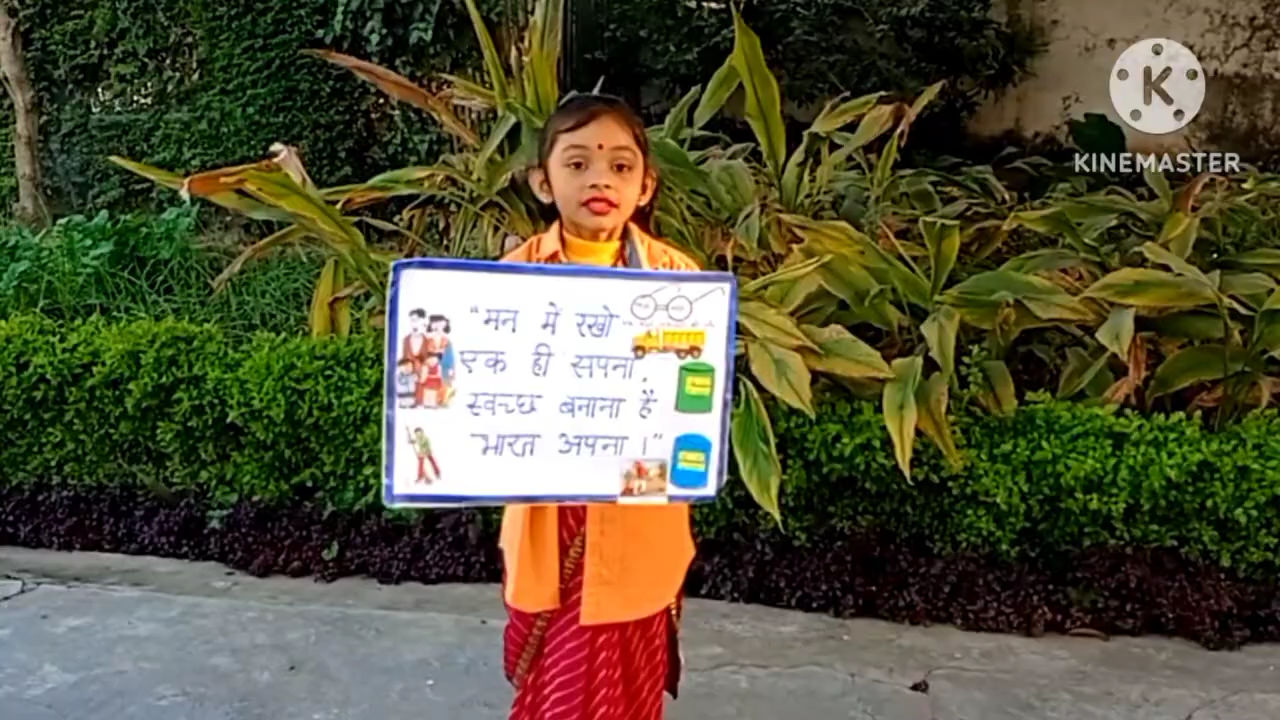 K
KINEMASTER
"मन में रखो
एक ही सपना,
स्वच्छ बनाना है
भारत अपना ।"